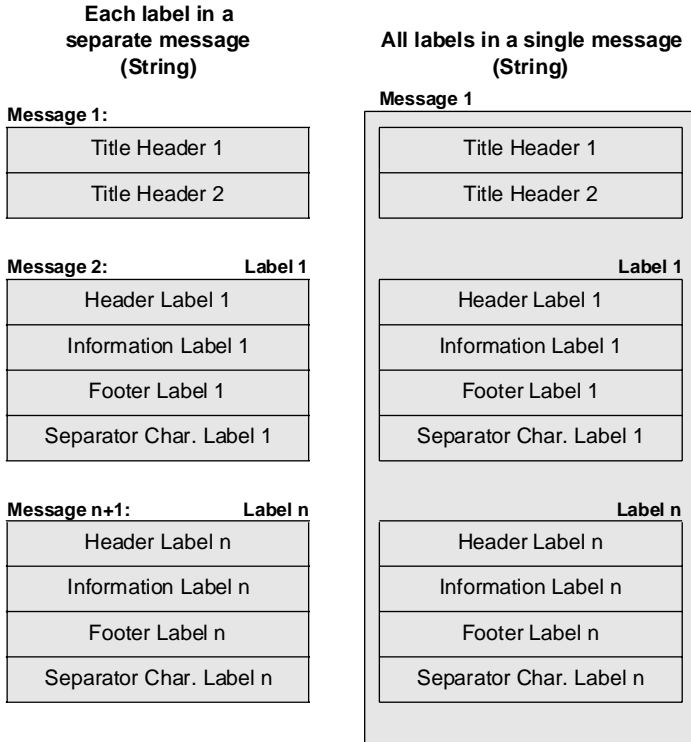 Each label in a
separate message
(String)
Message 1:
Title Header 1
Title Header 2
Message 2: Label 1
Header Label 1
Information Label 1
Footer Label 1
Separator Char. Label 1
Message n+1: Label n
Header Label n
Information Label n
Footer Label n
Separator Char. Label n
All labels in a single message
(String)
Message 1
Title Header 1
Title Header 2
Label 1
Header Label 1
Information Label 1
Footer Label 1
Separator Char. Label 1
Label n
Header Label n
Information Label n
Footer Label n
Separator Char. Label n